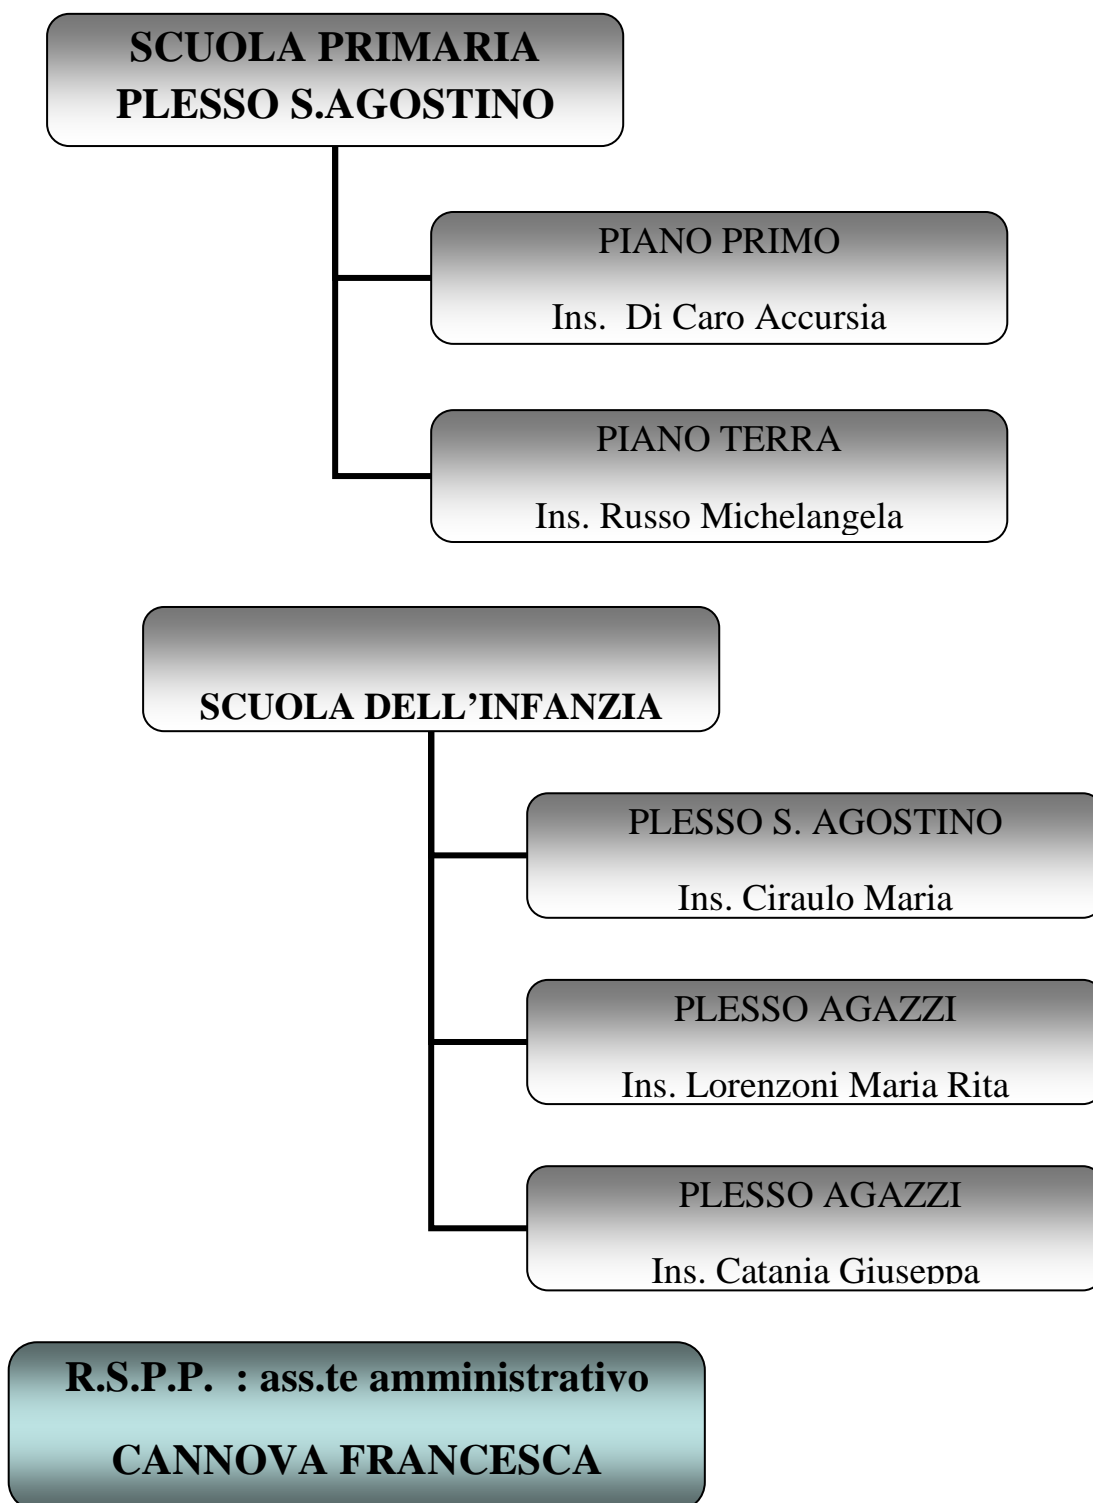 SCUOLA PRIMARIA
PLESSO S.AGOSTINO
PIANO PRIMO
Ins.  Di Caro Accursia
PIANO TERRA
Ins. Russo Michelangela
SCUOLA DELL’INFANZIA
PLESSO S. AGOSTINO
Ins. Ciraulo Maria
PLESSO AGAZZI
Ins. Lorenzoni Maria Rita
PLESSO AGAZZI
Ins. Catania Giuseppa
R.S.P.P.  : ass.te amministrativo
CANNOVA FRANCESCA